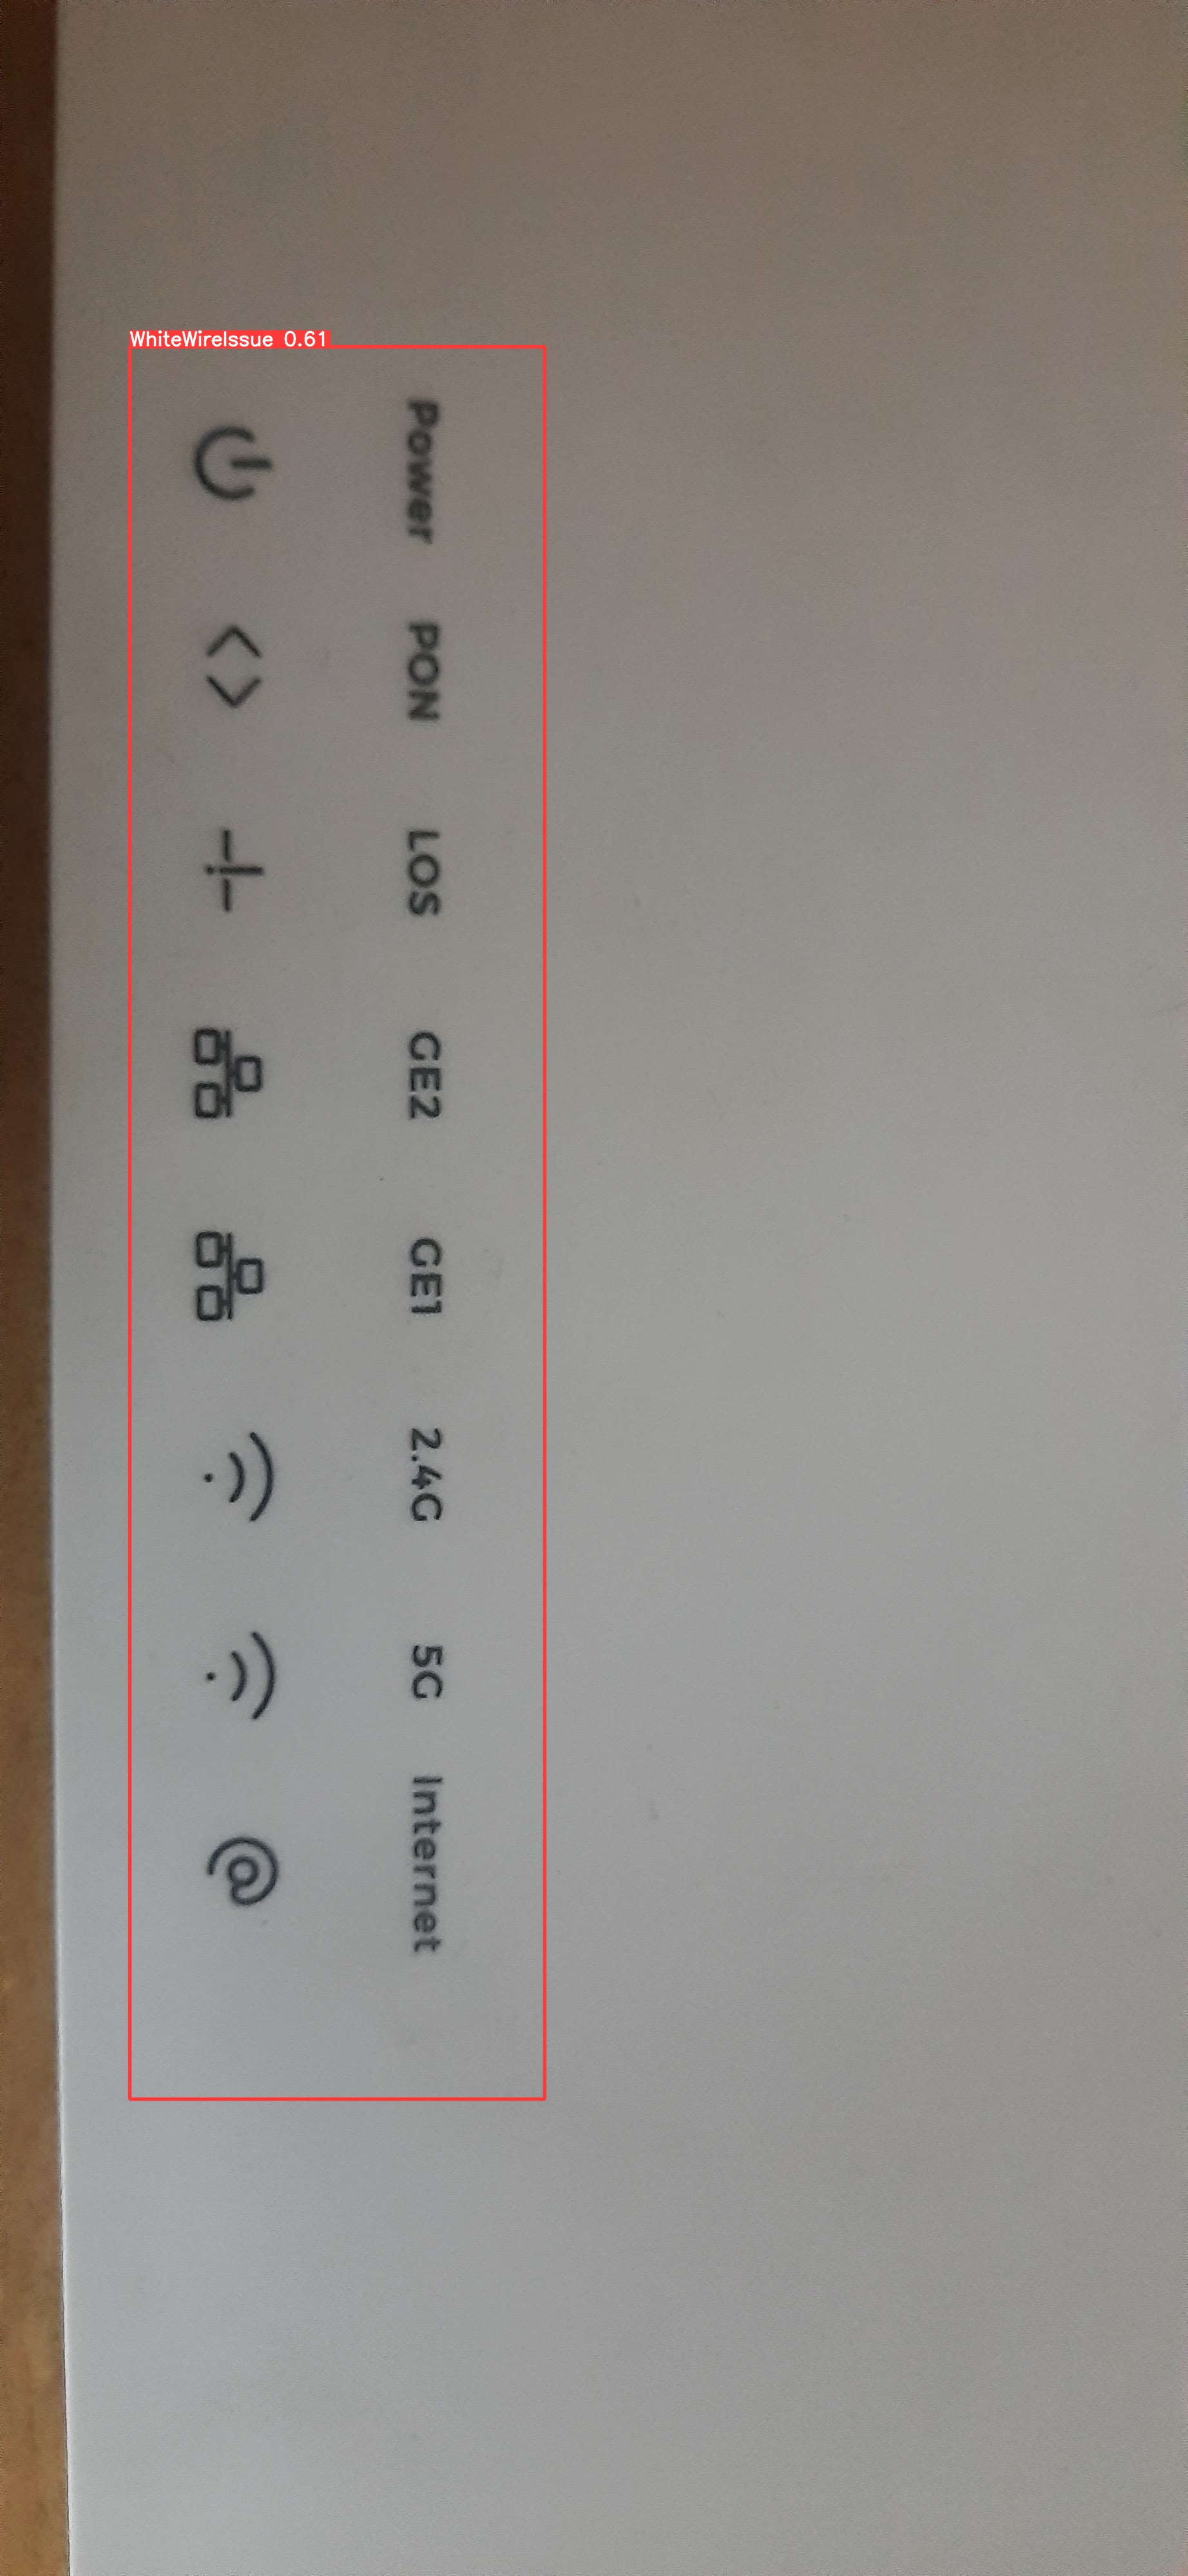 WhiteWireIssue 0.61
Power
PON
LOS
GE2
GE1
2.4G
5G
Internet